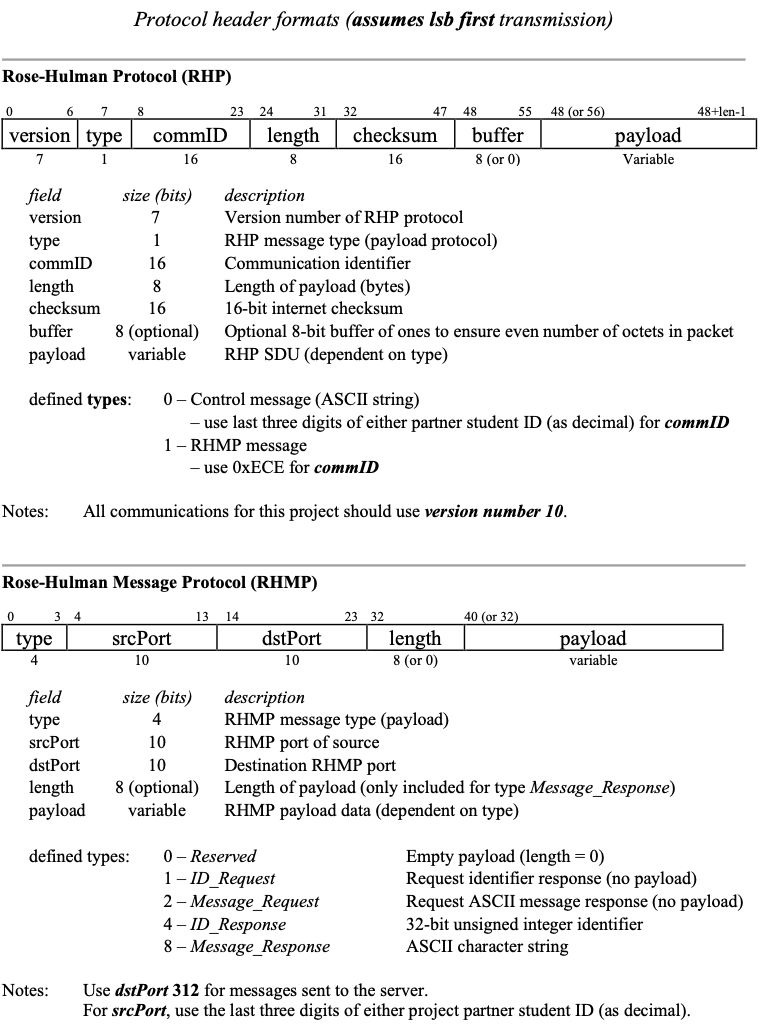 Protocol header formats (assumes lsb first transmission)
Rose-Hulman Protocol (RHP)
0 6 7 8 23 24 31 32 47 48 55 48 (or 56) 48+len-1
version type commID length checksum buffer payload
7 1 16 8 16 8 (or 0) Variable
field size (bits) description
version 7 Version number of RHP protocol
type 1 RHP message type (payload protocol)
commID 16 Communication identifier
length 8 Length of payload (bytes)
checksum 16 16-bit internet checksum
buffer 8 (optional) Optional 8-bit buffer of ones to ensure even number of octets in packet
payload variable RHP SDU (dependent on type)
defined types: 0 – Control message (ASCII string)
– use last three digits of either partner student ID (as decimal) for commID
1 – RHMP message
– use 0xECE for commID
Notes: All communications for this project should use version number 10.
Rose-Hulman Message Protocol (RHMP)
0 3 4 13 14 23 32 40 (or 32)
type srcPort dstPort length payload
4 10 10 8 (or 0) variable
field size (bits) description
type 4 RHMP message type (payload)
srcPort 10 RHMP port of source
dstPort 10 Destination RHMP port
length 8 (optional) Length of payload (only included for type Message_Response)
payload variable RHMP payload data (dependent on type)
defined types: 0 – Reserved Empty payload (length = 0)
1 – ID_Request Request identifier response (no payload)
2 – Message_Request Request ASCII message response (no payload)
4 – ID_Response 32-bit unsigned integer identifier
8 – Message_Response ASCII character string
Notes: Use dstPort 312 for messages sent to the server.
For srcPort, use the last three digits of either project partner student ID (as decimal).